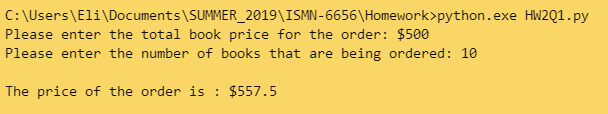 C:\Users\Eli\Documents\SUMMER_2019\ISMN-6656\Homework>python.exe HW2Q1.py
Please enter the total book price for the order: $500
Please enter the number of books that are being ordered: 10
The price of the order is : $557.5